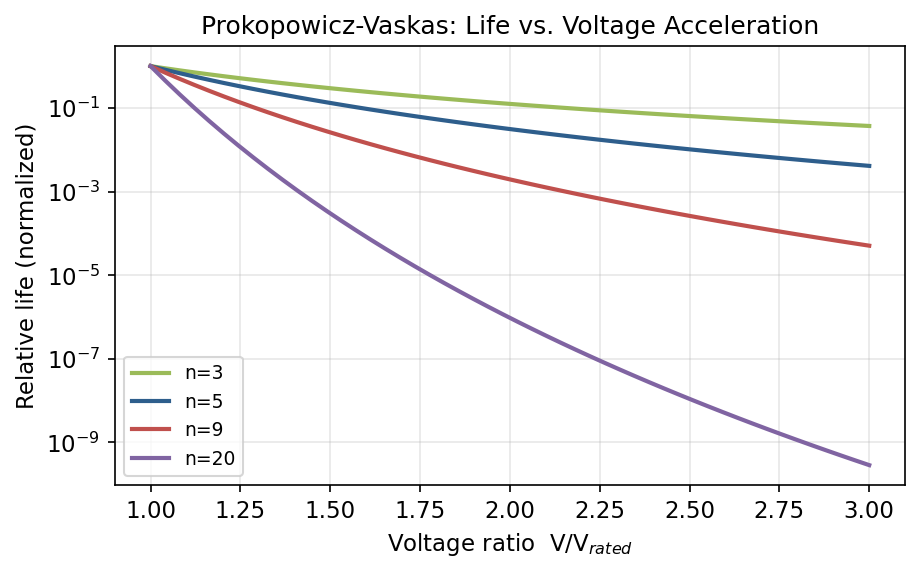 Prokopowicz-Vaskas: Life vs. Voltage Acceleration
Relative life (normalized)
10⁻¹
10⁻³
10⁻⁵
10⁻⁷
10⁻⁹
n=3
n=5
n=9
n=20
1.00 1.25 1.50 1.75 2.00 2.25 2.50 2.75 3.00
Voltage ratio V/V_rated